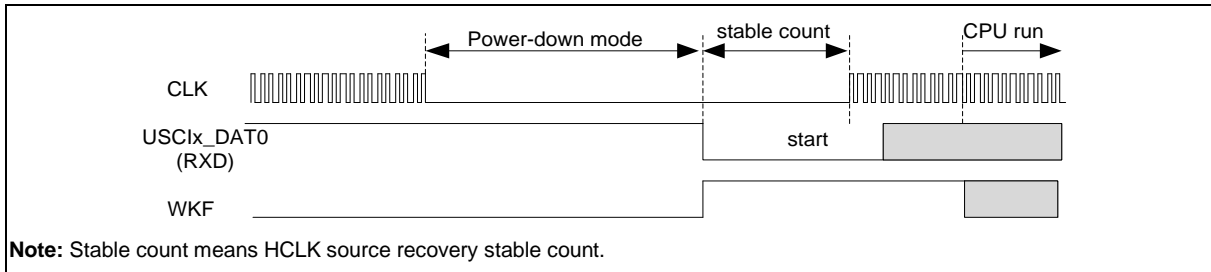 Power-down mode
stable count
CPU run
CLK
USCIx_DAT0
(RXD)
start
WKF
Note: Stable count means HCLK source recovery stable count.